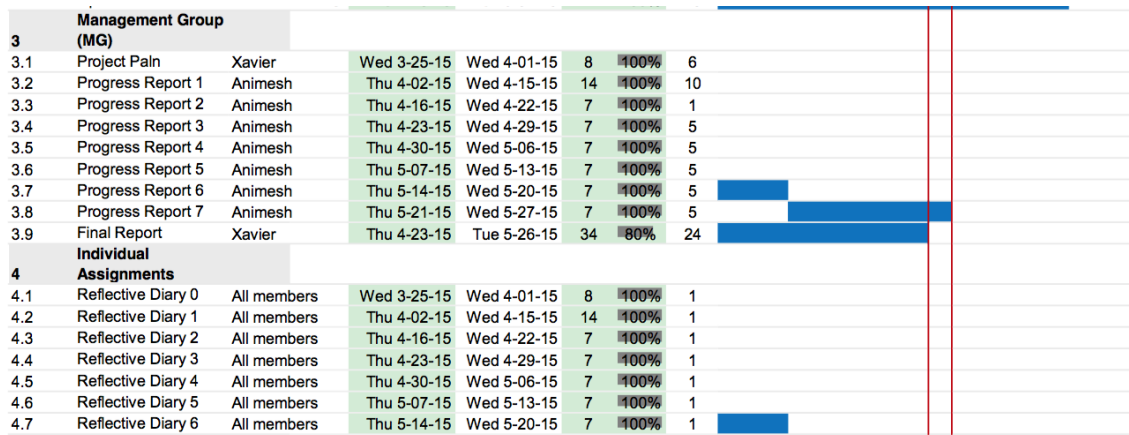 Management Group
3 (MG)
3.1 Project Paln Xavier Wed 3-25-15 Wed 4-01-15 8 100% 6
3.2 Progress Report 1 Animesh Thu 4-02-15 Wed 4-15-15 14 100% 10
3.3 Progress Report 2 Animesh Thu 4-16-15 Wed 4-22-15 7 100% 1
3.4 Progress Report 3 Animesh Thu 4-23-15 Wed 4-29-15 7 100% 5
3.5 Progress Report 4 Animesh Thu 4-30-15 Wed 5-06-15 7 100% 5
3.6 Progress Report 5 Animesh Thu 5-07-15 Wed 5-13-15 7 100% 5
3.7 Progress Report 6 Animesh Thu 5-14-15 Wed 5-20-15 7 100% 5
3.8 Progress Report 7 Animesh Thu 5-21-15 Wed 5-27-15 7 100% 5
3.9 Final Report Xavier Thu 4-23-15 Tue 5-26-15 34 80% 24
Individual
4 Assignments
4.1 Reflective Diary 0 All members Wed 3-25-15 Wed 4-01-15 8 100% 1
4.2 Reflective Diary 1 All members Thu 4-02-15 Wed 4-15-15 14 100% 1
4.3 Reflective Diary 2 All members Thu 4-16-15 Wed 4-22-15 7 100% 1
4.4 Reflective Diary 3 All members Thu 4-23-15 Wed 4-29-15 7 100% 1
4.5 Reflective Diary 4 All members Thu 4-30-15 Wed 5-06-15 7 100% 1
4.6 Reflective Diary 5 All members Thu 5-07-15 Wed 5-13-15 7 100% 1
4.7 Reflective Diary 6 All members Thu 5-14-15 Wed 5-20-15 7 100% 1